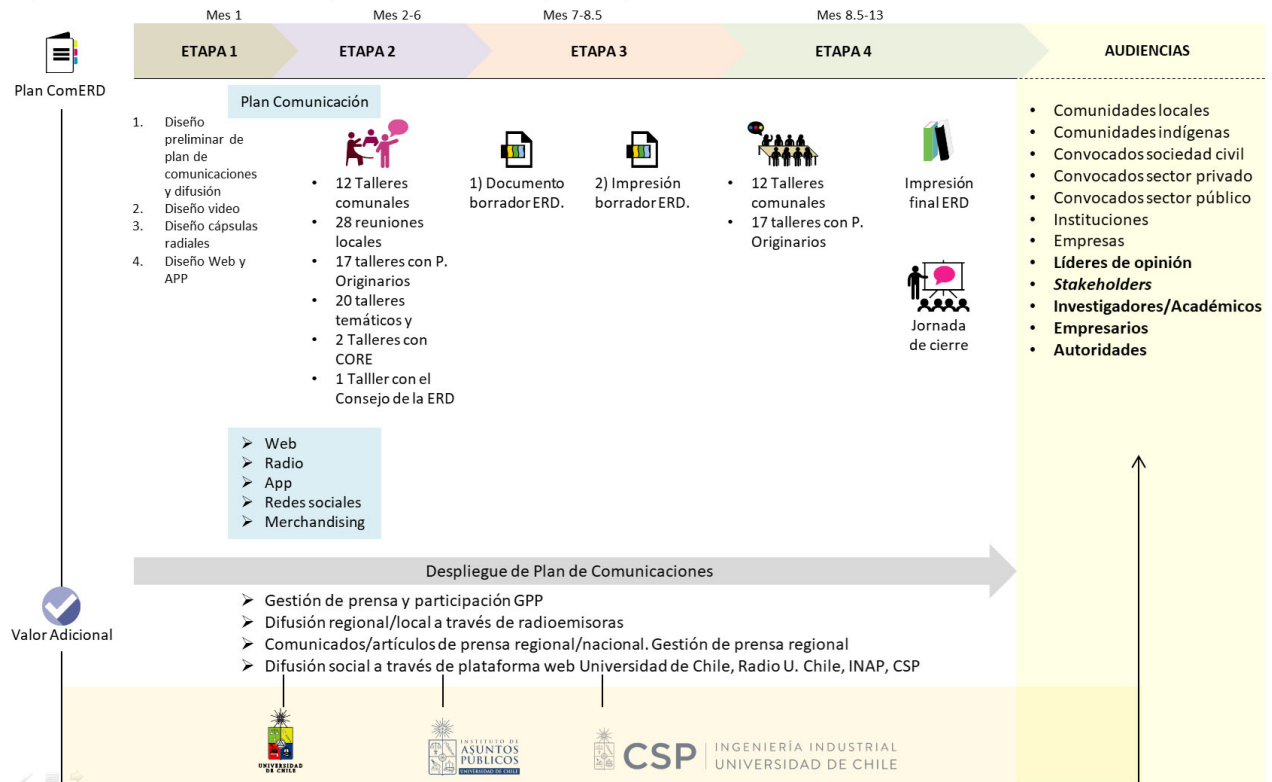 Mes 1
Mes 2-6
Mes 7-8.5
Mes 8.5-13
ETAPA 1
ETAPA 2
ETAPA 3
ETAPA 4
AUDIENCIAS
Plan ComERD
Plan Comunicación
1. Diseño
preliminar de
plan de
comunicaciones
y difusión
2. Diseño video
3. Diseño cápsulas
radiales
4. Diseño Web y
APP
• 12 Talleres
comunales
• 28 reuniones
locales
• 17 talleres con P.
Originarios
• 20 talleres
temáticos y
• 2 Talleres con
CORE
• 1 Talller con el
Consejo de la ERD
1) Documento
borrador ERD.
2) Impresión
borrador ERD.
• 12 Talleres
comunales
• 17 talleres con P.
Originarios
Impresión
final ERD
Jornada
de cierre
• Comunidades locales
• Comunidades indígenas
• Convocados sociedad civil
• Convocados sector privado
• Convocados sector público
• Instituciones
• Empresas
• Líderes de opinión
• Stakeholders
• Investigadores/Académicos
• Empresarios
• Autoridades
➢ Web
➢ Radio
➢ App
➢ Redes sociales
➢ Merchandising
Despliegue de Plan de Comunicaciones
Valor Adicional
➢ Gestión de prensa y participación GPP
➢ Difusión regional/local a través de radioemisoras
➢ Comunicados/artículos de prensa regional/nacional. Gestión de prensa regional
➢ Difusión social a través de plataforma web Universidad de Chile, Radio U. Chile, INAP, CSP
UNIVERSIDAD
DE CHILE
INSTITUTO DE
ASUNTOS
PÚBLICOS
UNIVERSIDAD DE CHILE
CSP
INGENIERÍA INDUSTRIAL
UNIVERSIDAD DE CHILE